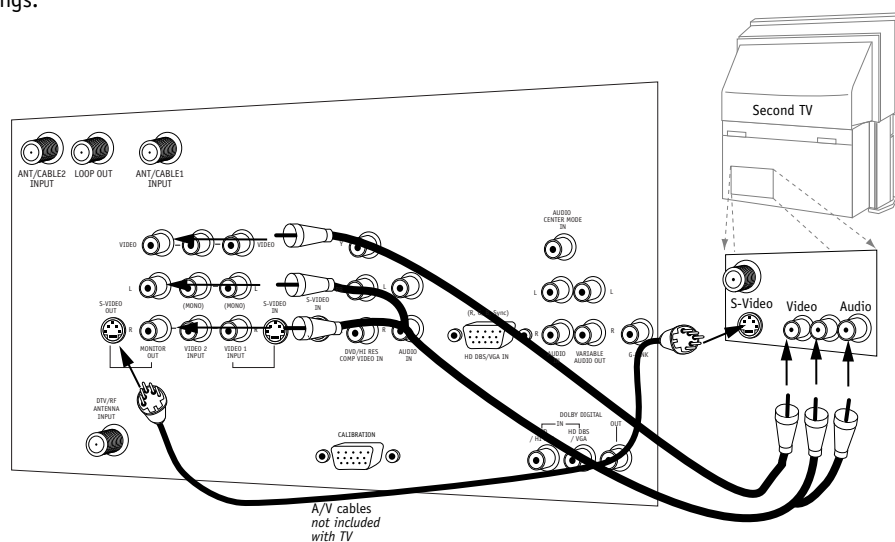 ngs.
Second TV
ANT/CABLE2
INPUT
LOOP OUT
ANT/CABLE1
INPUT
AUDIO
CENTER MODE
IN
VIDEO
VIDEO
Y
L
(MONO)
(MONO)
L
L
L
L
S-VIDEO
OUT
S-VIDEO
IN
S-VIDEO
IN
R
R
R
R
R
MONITOR
OUT
VIDEO 2
INPUT
VIDEO 1
INPUT
DVD/HI RES
COMP VIDEO IN
AUDIO
IN
(R, Sync)
HD DBS/VGA IN
VARIABLE
AUDIO OUT
S-Video
Video
Audio
DTV/RF
ANTENNA
INPUT
CALIBRATION
DOLBY DIGITAL
IN
OUT
HD DBS
/VGA
A/V cables
not included
with TV